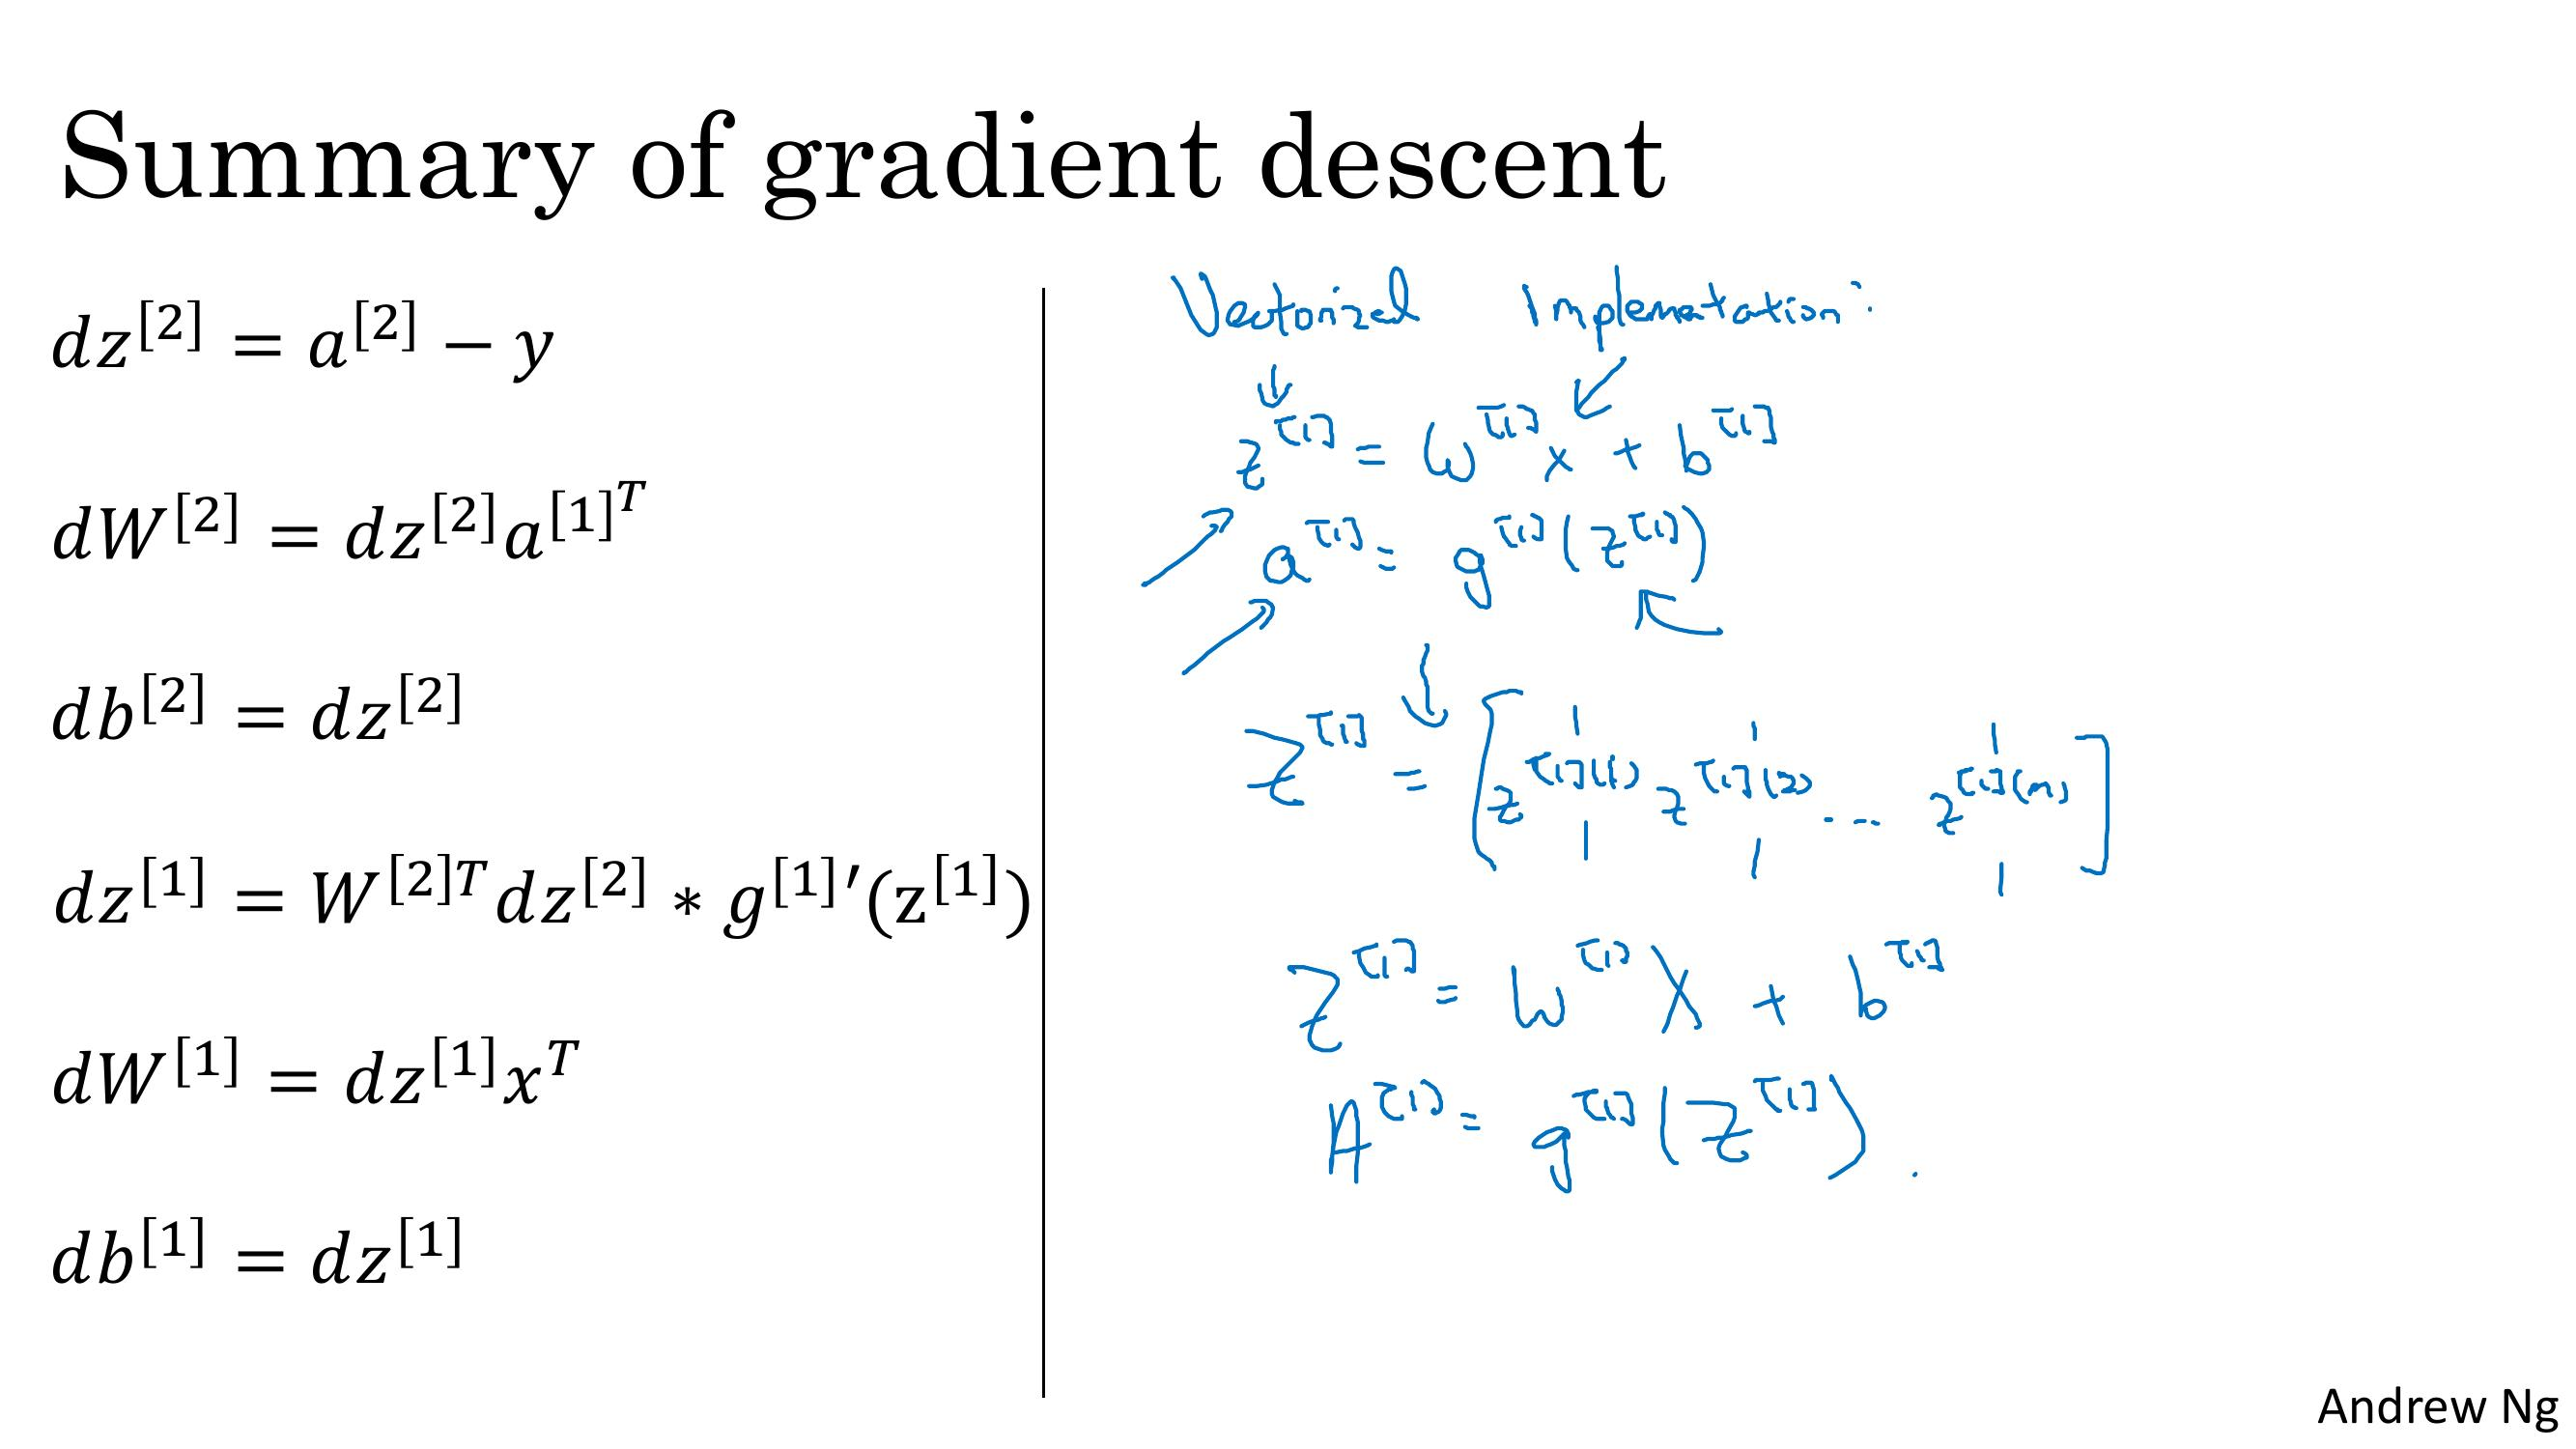 Summary of gradient descent
dz^[2] = a^[2] − y
dW^[2] = dz^[2] a^[1]^T
db^[2] = dz^[2]
dz^[1] = W^[2]T dz^[2] ∗ g^[1]′(z^[1])
dW^[1] = dz^[1] x^T
db^[1] = dz^[1]
Vectorized Implementation:
z^[1] = W^[1] x + b^[1]
a^[1] = g^[1](z^[1])
Z^[1] = [z^[1](1) z^[1](2) ... z^[1](m)]
Z^[1] = W^[1] X + b^[1]
A^[1] = g^[1](Z^[1]).
Andrew Ng